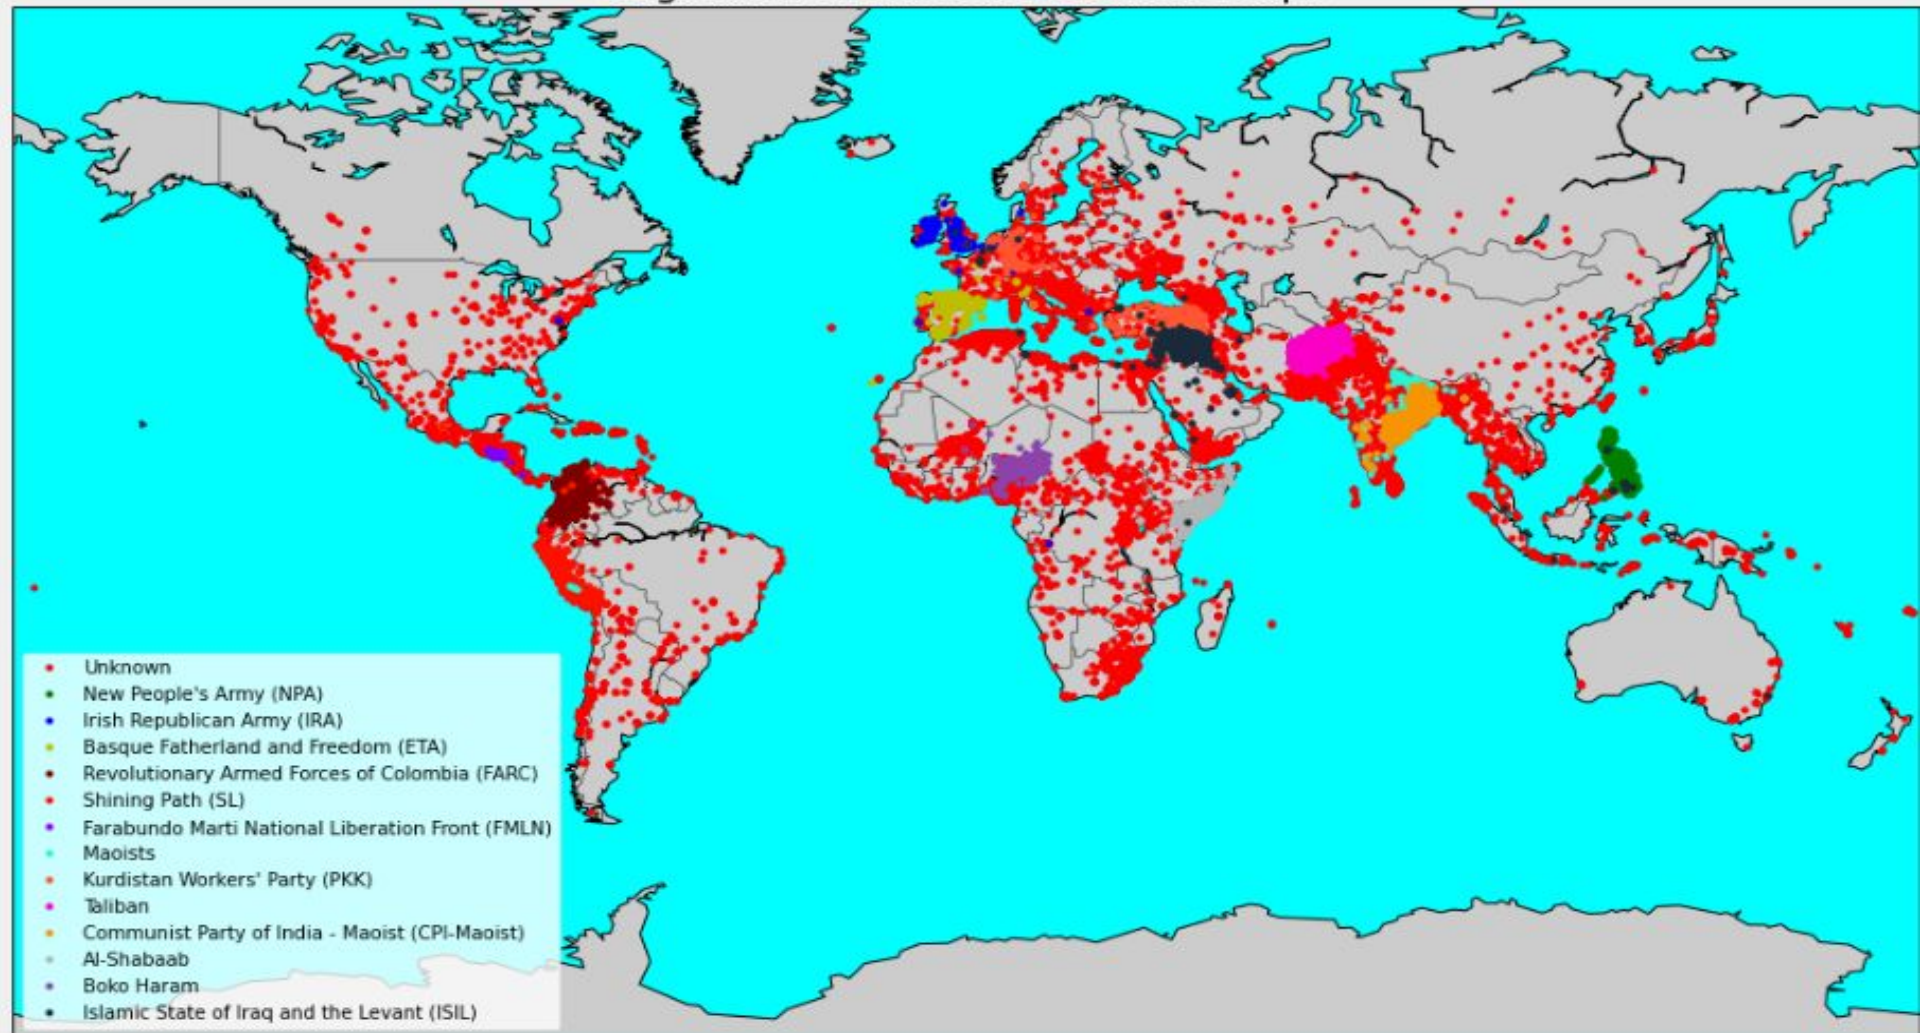 Unknown
New People's Army (NPA)
Irish Republican Army (IRA)
Basque Fatherland and Freedom (ETA)
Revolutionary Armed Forces of Colombia (FARC)
Shining Path (SL)
Farabundo Marti National Liberation Front (FMLN)
Maoists
Kurdistan Workers' Party (PKK)
Taliban
Communist Party of India - Maoist (CPI-Maoist)
Al-Shabaab
Boko Haram
Islamic State of Iraq and the Levant (ISIL)